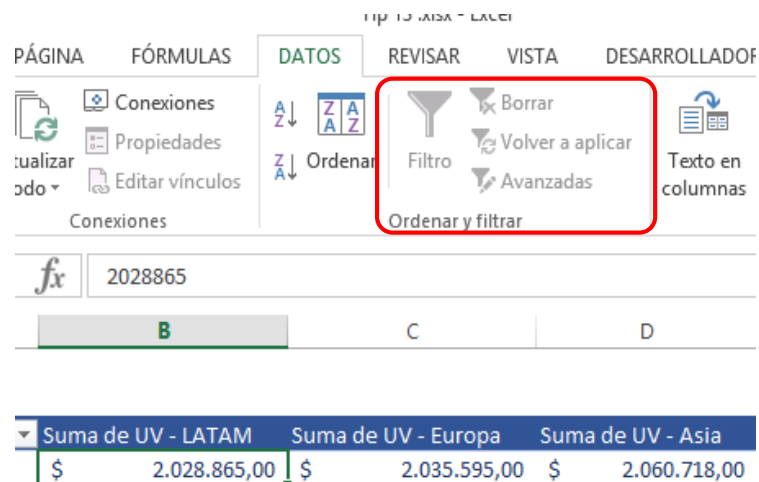 Tip 15 .xlsx - Excel
PÁGINA FÓRMULAS DATOS REVISAR VISTA DESARROLLADOR
Conexiones
Propiedades
Editar vínculos
Conexiones
Ordenar
Filtro
Borrar
Volver a aplicar
Avanzadas
Ordenar y filtrar
Texto en
columnas
fx 2028865
B C D
Suma de UV - LATAM Suma de UV - Europa Suma de UV - Asia
$ 2.028.865,00 $ 2.035.595,00 $ 2.060.718,00